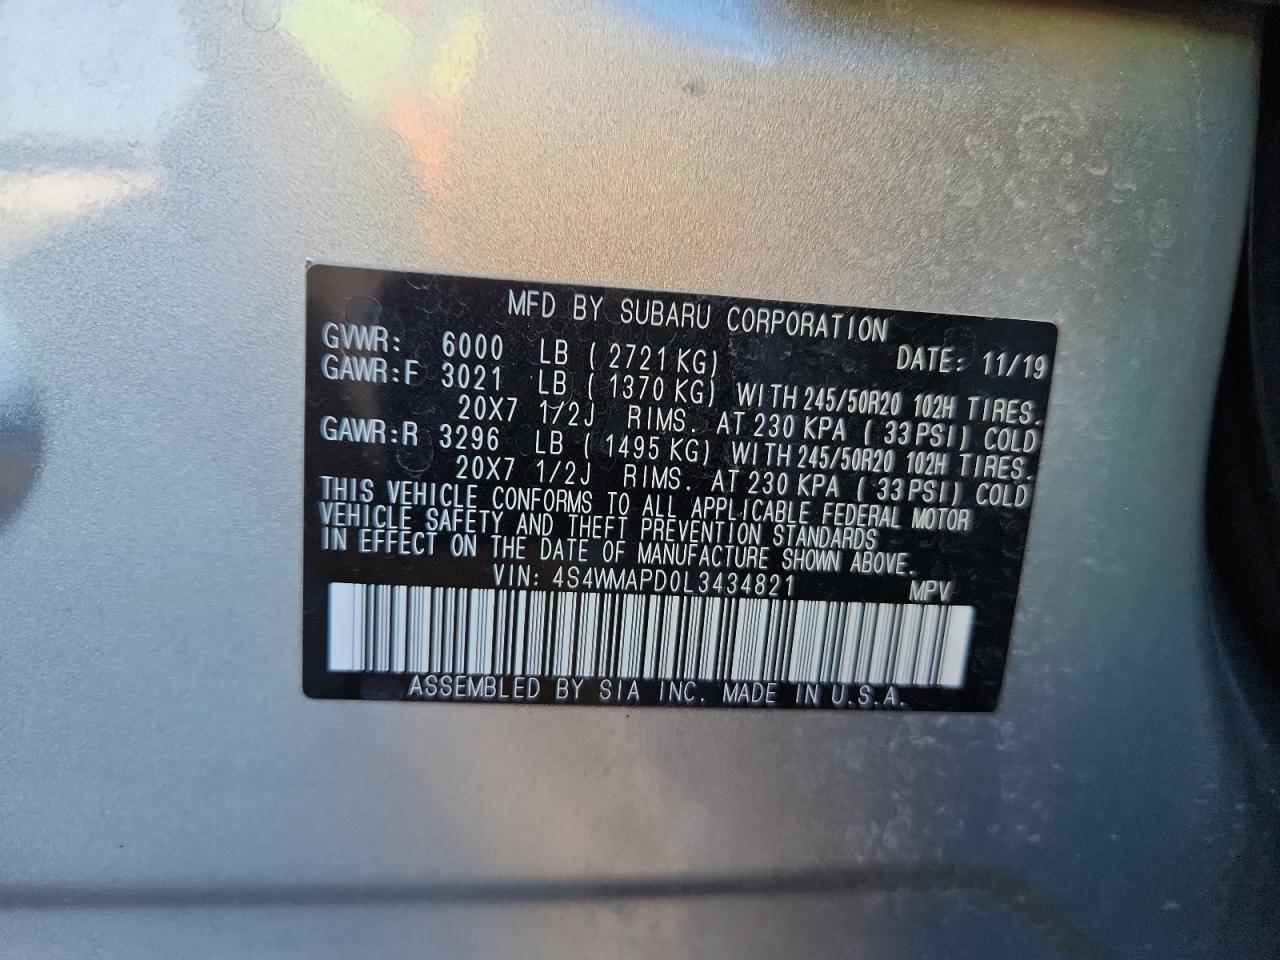 MFD BY SUBARU CORPORATION
GVWR: 6000 LB ( 2721 KG) DATE: 11/19
GAWR:F 3021 LB ( 1370 KG) WITH 245/50R20 102H TIRES.
20X7 1/2J RIMS. AT 230 KPA ( 33 PSI) COLD
GAWR:R 3296 LB ( 1495 KG) WITH 245/50R20 102H TIRES.
20X7 1/2J RIMS. AT 230 KPA ( 33 PSI) COLD
THIS VEHICLE CONFORMS TO ALL APPLICABLE FEDERAL MOTOR
VEHICLE SAFETY AND THEFT PREVENTION STANDARDS
IN EFFECT ON THE DATE OF MANUFACTURE SHOWN ABOVE.
VIN: 4S4WMAPD0L3434821 MPV
ASSEMBLED BY SIA INC. MADE IN U.S.A.